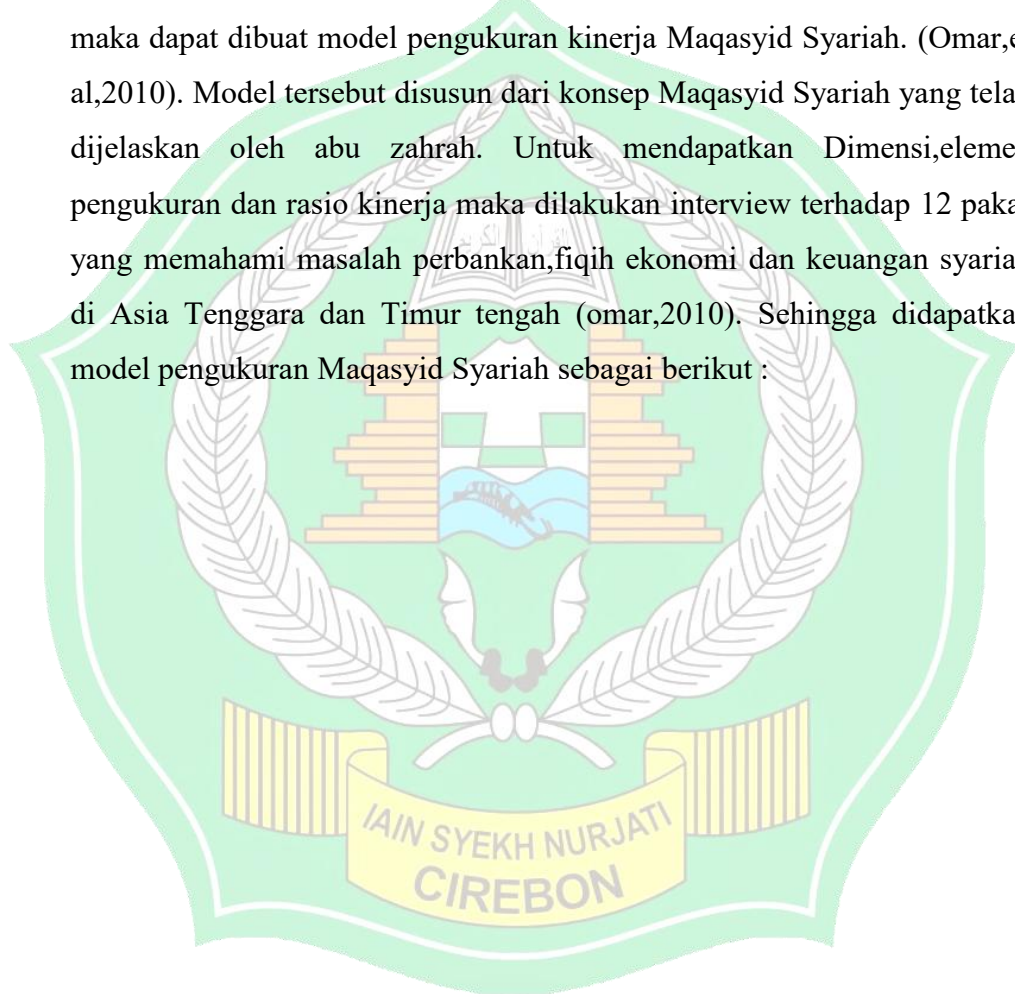 maka dapat dibuat model pengukuran kinerja Maqasyid Syariah. (Omar,e
al,2010). Model tersebut disusun dari konsep Maqasyid Syariah yang tela
dijelaskan oleh abu zahrah. Untuk mendapatkan Dimensi,eleme
pengukuran dan rasio kinerja maka dilakukan interview terhadap 12 paka
yang memahami masalah perbankan,fiqih ekonomi dan keuangan syaria
di Asia Tenggara dan Timur tengah (omar,2010). Sehingga didapatka
model pengukuran Maqasyid Syariah sebagai berikut :
IAIN SYEKH NURJATI
CIREBON